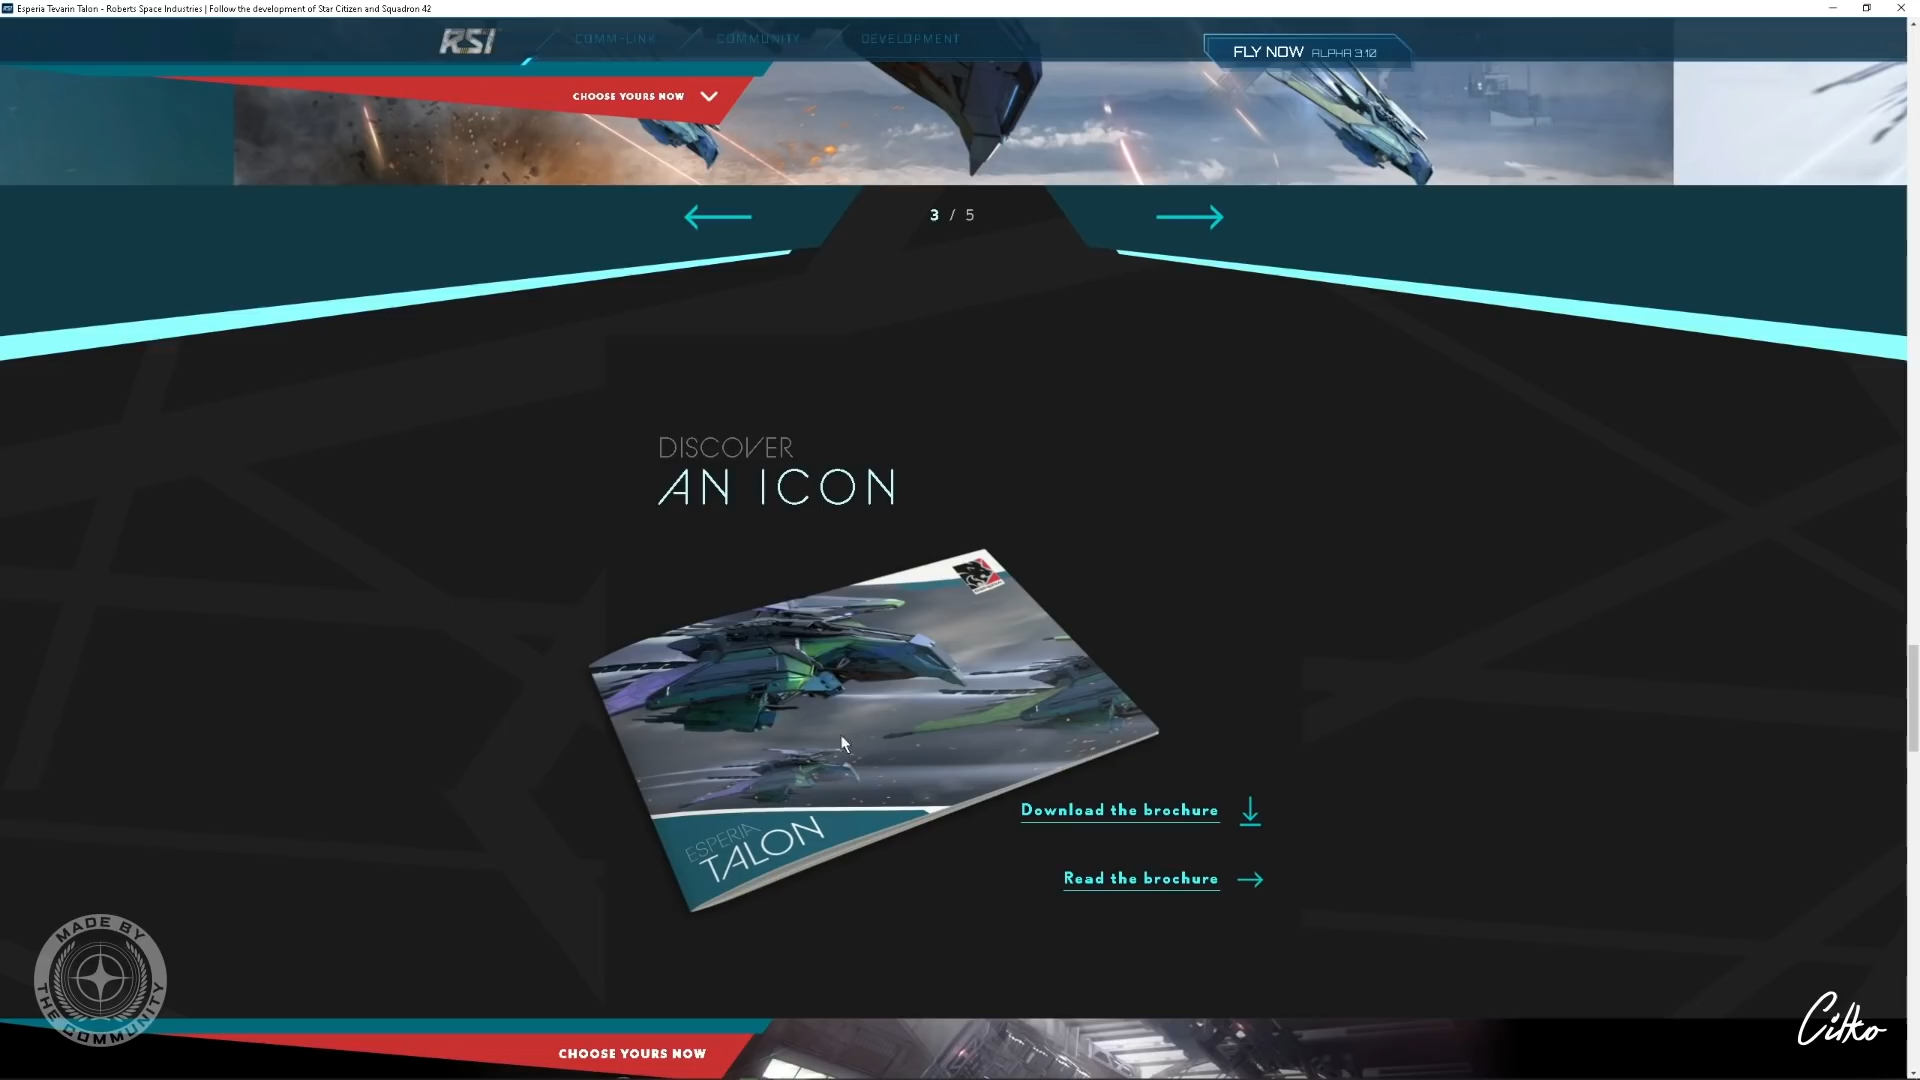 Esperia Tevarin Talon - Roberts Space Industries | Follow the development of Star Citizen and Squadron 42
RSI
COMM-LINK
COMMUNITY
DEVELOPMENT
FLY NOW ALPHA 3.10
CHOOSE YOURS NOW
3 / 5
DISCOVER
AN ICON
ESPERIA
TALON
Download the brochure
Read the brochure
MADE BY
THE COMMUNITY
CHOOSE YOURS NOW